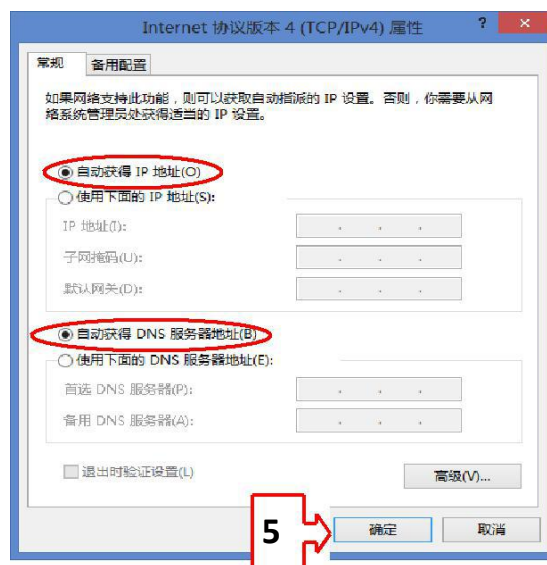 Internet 协议版本 4 (TCP/IPv4) 属性
? ×
常规 备用配置
如果网络支持此功能，则可以获取自动指派的 IP 设置。否则，你需要从网
络系统管理员处获得适当的 IP 设置。
自动获得 IP 地址(O)
使用下面的 IP 地址(S):
IP 地址(I):
子网掩码(U):
默认网关(D):
自动获得 DNS 服务器地址(B)
使用下面的 DNS 服务器地址(E):
首选 DNS 服务器(P):
备用 DNS 服务器(A):
退出时验证设置(L)
高级(V)...
5
确定 取消